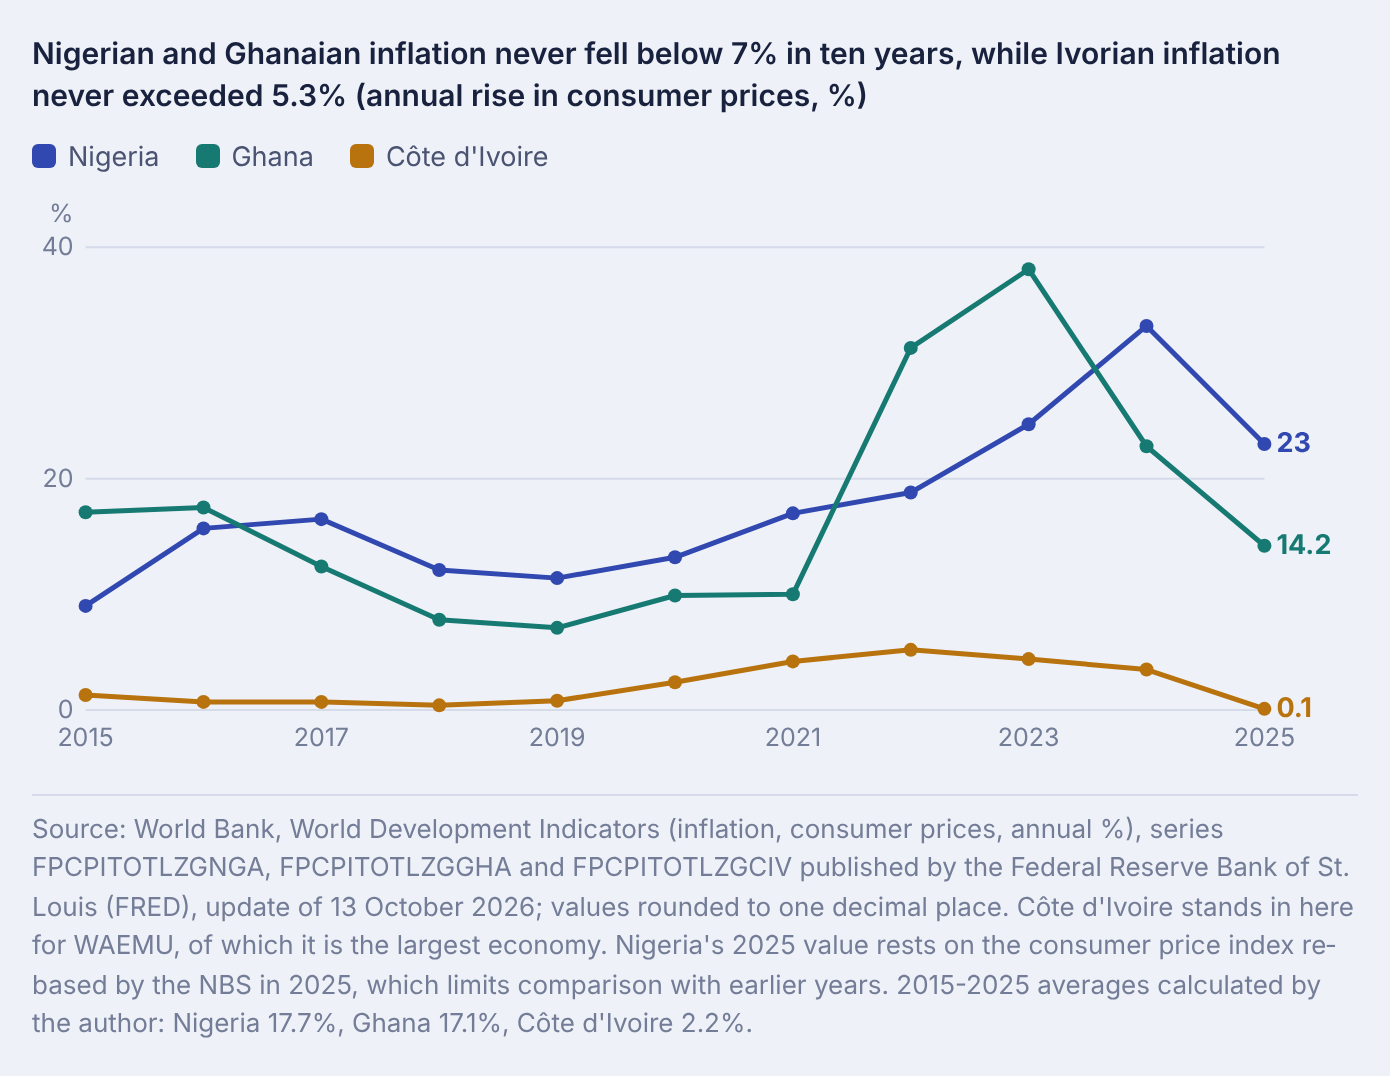 Nigerian and Ghanaian inflation never fell below 7% in ten years, while Ivorian inflation
never exceeded 5.3% (annual rise in consumer prices, %)
Nigeria Ghana Côte d'Ivoire
%
40
20
0
23
14.2
0.1
2015 2017 2019 2021 2023 2025
Source: World Bank, World Development Indicators (inflation, consumer prices, annual %), series
FPCPITOTLZGNGA, FPCPITOTLZGGHA and FPCPITOTLZGCIV published by the Federal Reserve Bank of St.
Louis (FRED), update of 13 October 2026; values rounded to one decimal place. Côte d'Ivoire stands in here
for WAEMU, of which it is the largest economy. Nigeria's 2025 value rests on the consumer price index re-
based by the NBS in 2025, which limits comparison with earlier years. 2015-2025 averages calculated by
the author: Nigeria 17.7%, Ghana 17.1%, Côte d'Ivoire 2.2%.